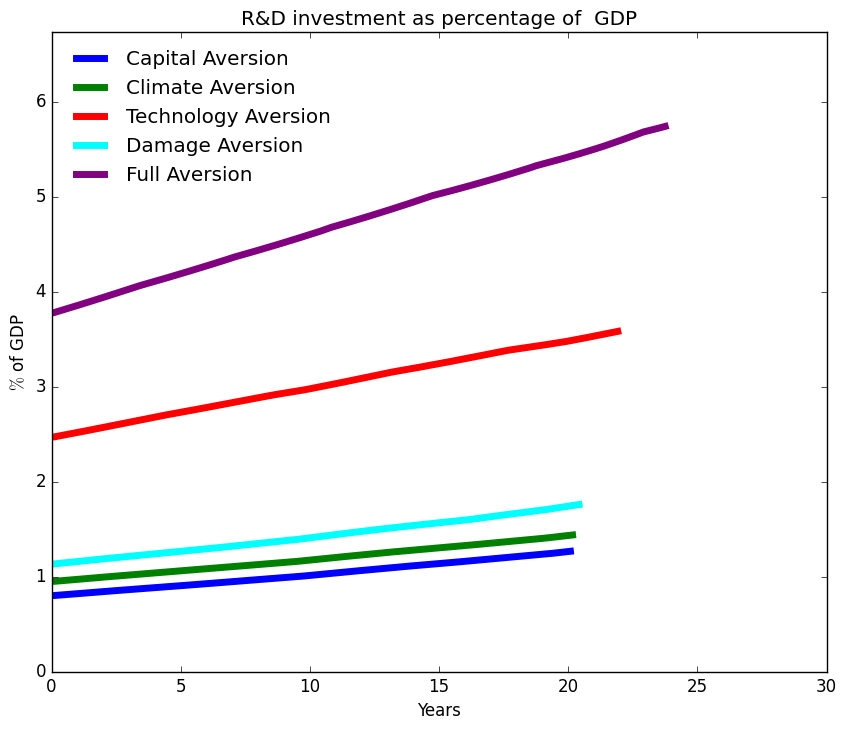 R&D investment as percentage of  GDP
Capital Aversion
Climate Aversion
Technology Aversion
Damage Aversion
Full Aversion
% of GDP
6
5
4
3
2
1
0
0 5 10 15 20 25 30
Years